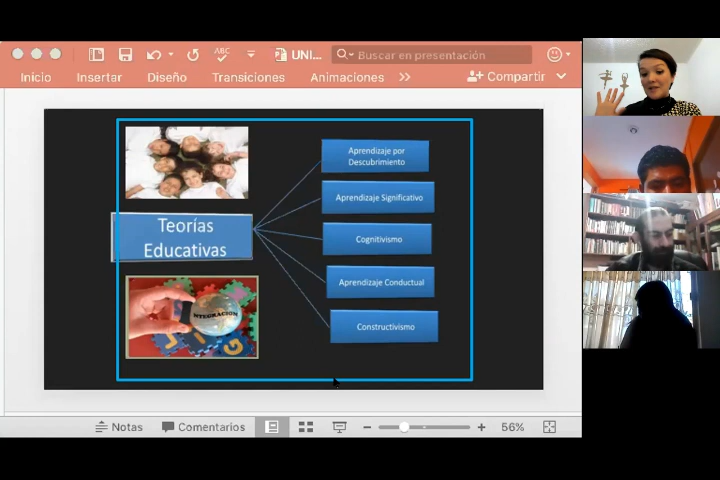 ABC
UNI...
Buscar en presentación
Inicio
Insertar
Diseño
Transiciones
Animaciones
Compartir
Aprendizaje por
Descubrimiento
Aprendizaje Significativo
Teorías
Educativas
Cognitivismo
Aprendizaje Conductual
INTEGRACION
L
G
Constructivismo
Notas
Comentarios
56%